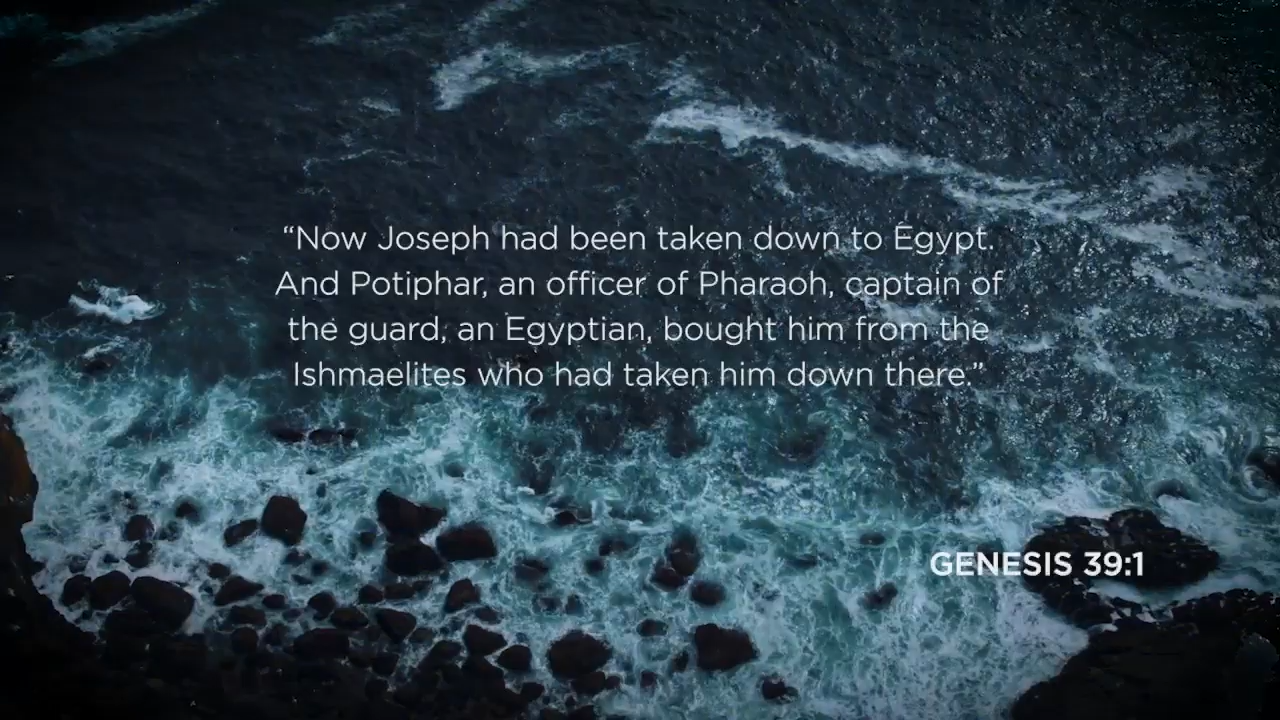 “Now Joseph had been taken down to Egypt.
And Potiphar, an officer of Pharaoh, captain of
the guard, an Egyptian, bought him from the
Ishmaelites who had taken him down there.”
GENESIS 39:1